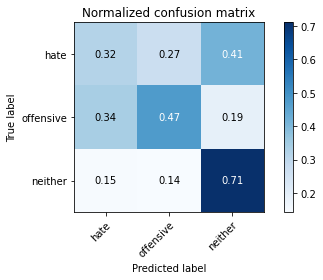 Normalized confusion matrix
True label
hate 0.32 0.27 0.41
offensive 0.34 0.47 0.19
neither 0.15 0.14 0.71
hate offensive neither
Predicted label
0.7
0.6
0.5
0.4
0.3
0.2